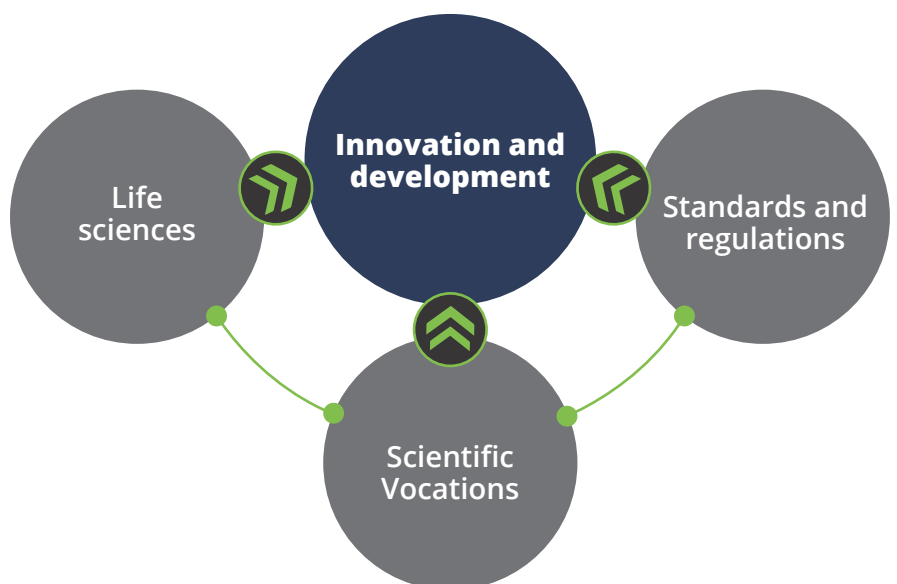 Innovation and
development
Life
sciences
Standards and
regulations
Scientific
Vocations